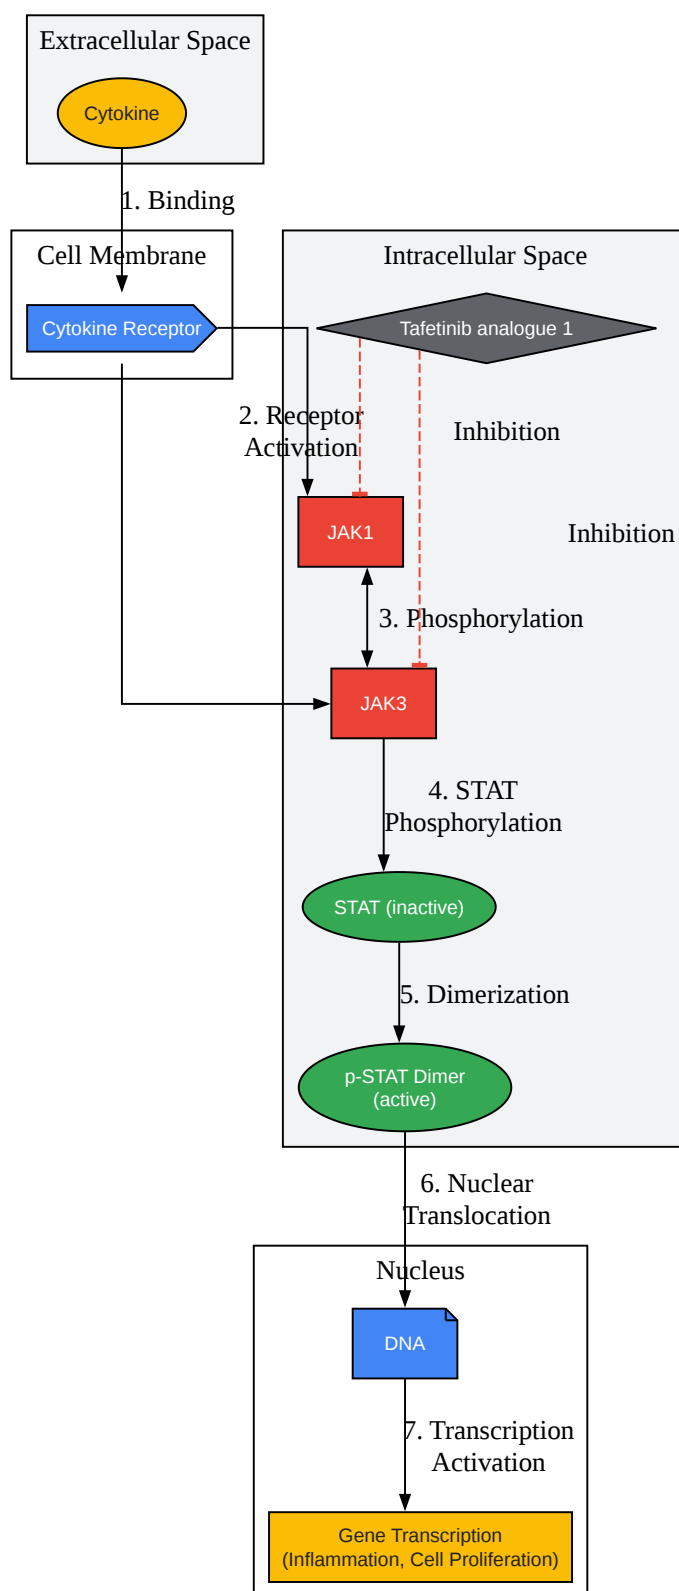 Extracellular Space
Cytokine
1. Binding
Cell Membrane
Cytokine Receptor
Intracellular Space
Tafetinib analogue 1
2. Receptor
Activation
Inhibition
Inhibition
JAK1
3. Phosphorylation
JAK3
4. STAT
Phosphorylation
STAT (inactive)
5. Dimerization
p-STAT Dimer
(active)
6. Nuclear
Translocation
Nucleus
DNA
7. Transcription
Activation
Gene Transcription
(Inflammation, Cell Proliferation)